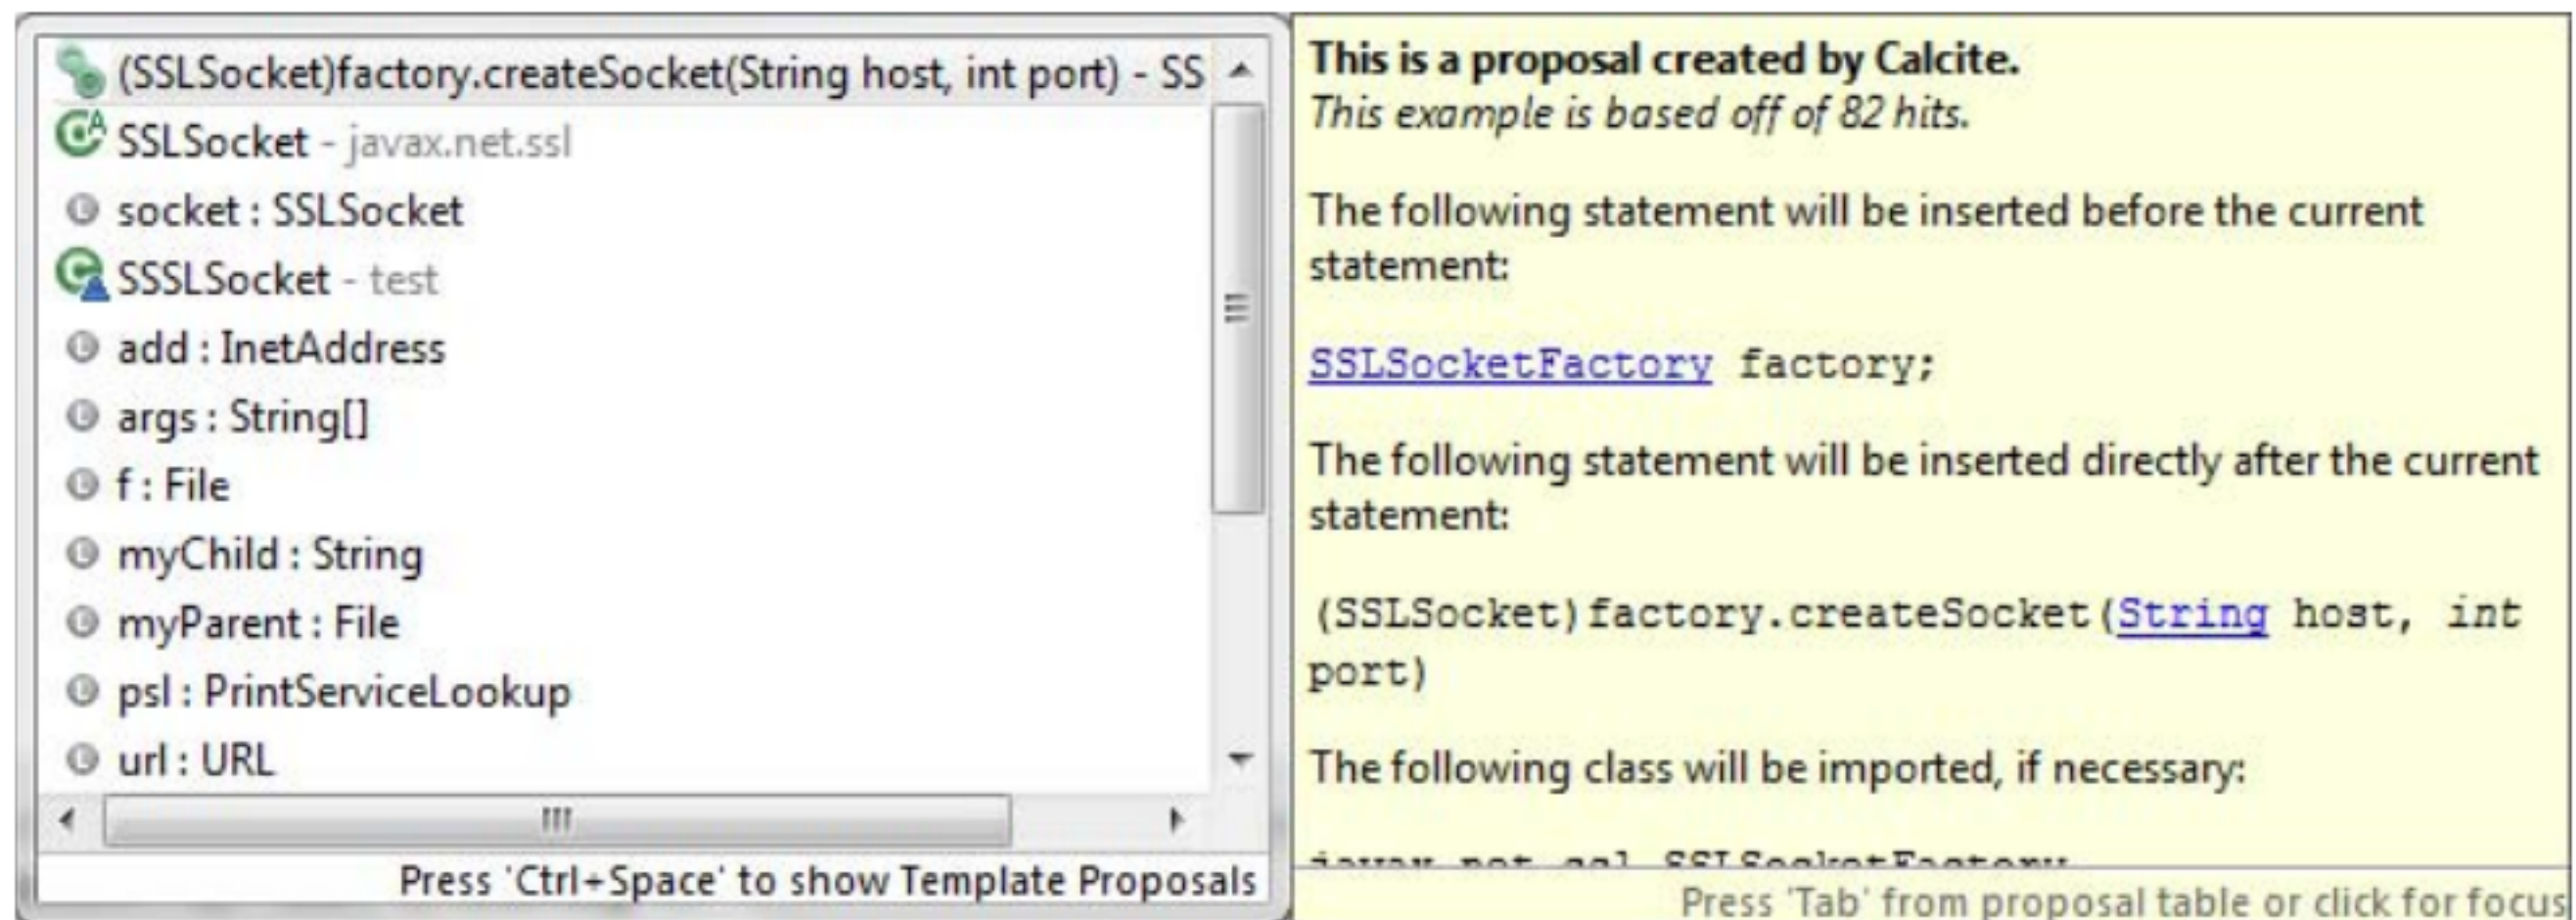 (SSLSocket)factory.createSocket(String host, int port) - SS
SSLSocket - javax.net.ssl
socket : SSLSocket
SSSLSocket - test
add : InetAddress
args : String[]
f : File
myChild : String
myParent : File
psl : PrintServiceLookup
url : URL
Press 'Ctrl+Space' to show Template Proposals
This is a proposal created by Calcite.
This example is based off of 82 hits.
The following statement will be inserted before the current
statement:
SSLSocketFactory factory;
The following statement will be inserted directly after the current
statement:
(SSLSocket)factory.createSocket(String host, int
port)
The following class will be imported, if necessary:
javax.net.ssl.SSLSocketFactory
Press 'Tab' from proposal table or click for focus